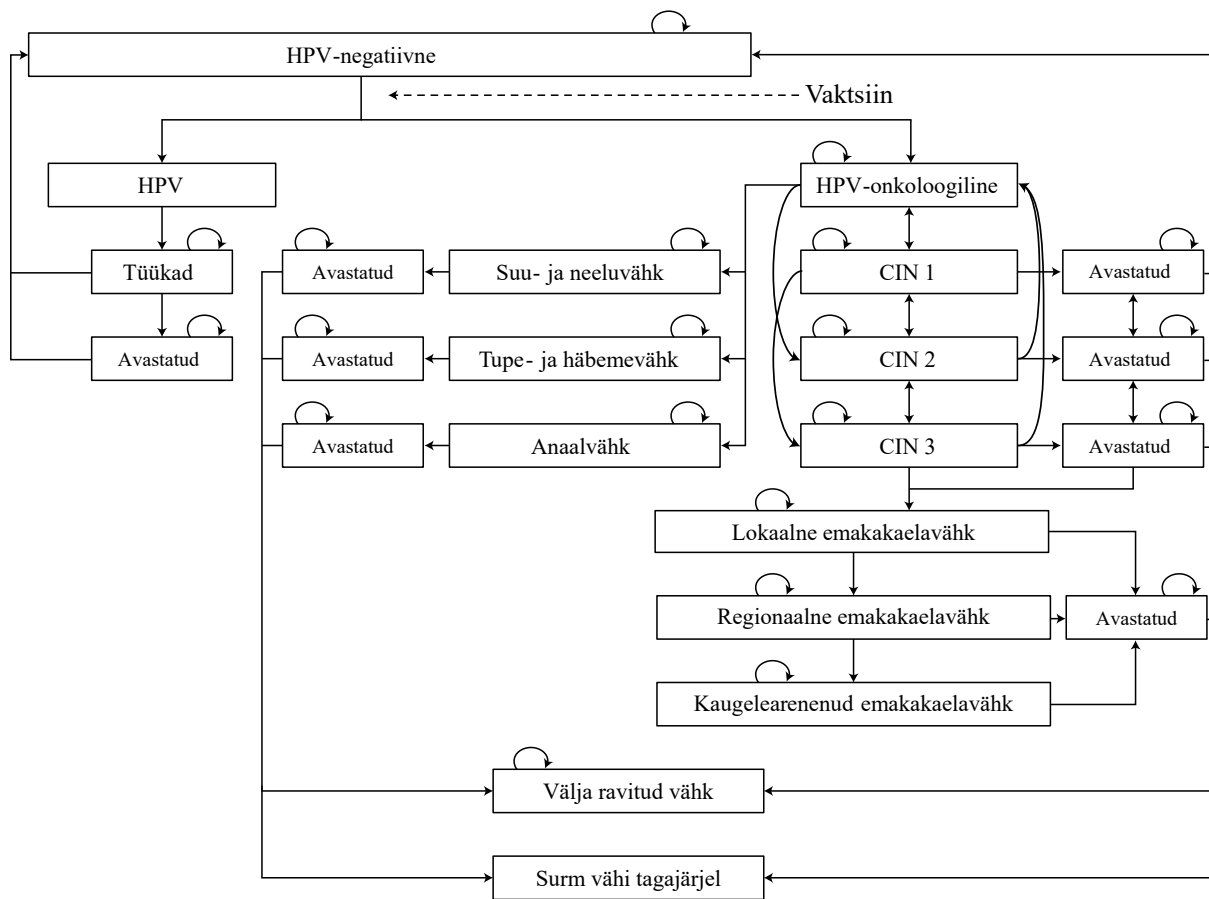 HPV-negatiivne
Vaktsiin
HPV
HPV-onkoloogiline
Tüükad
Avastatud
Suu- ja neeluvähk
CIN 1
Avastatud
Avastatud
Avastatud
Tupe- ja häbemevähk
CIN 2
Avastatud
Avastatud
Anaalvähk
CIN 3
Avastatud
Lokaalne emakakaelavähk
Regionaalne emakakaelavähk
Avastatud
Kaugelearenenud emakakaelavähk
Välja ravitud vähk
Surm vähi tagajärjel